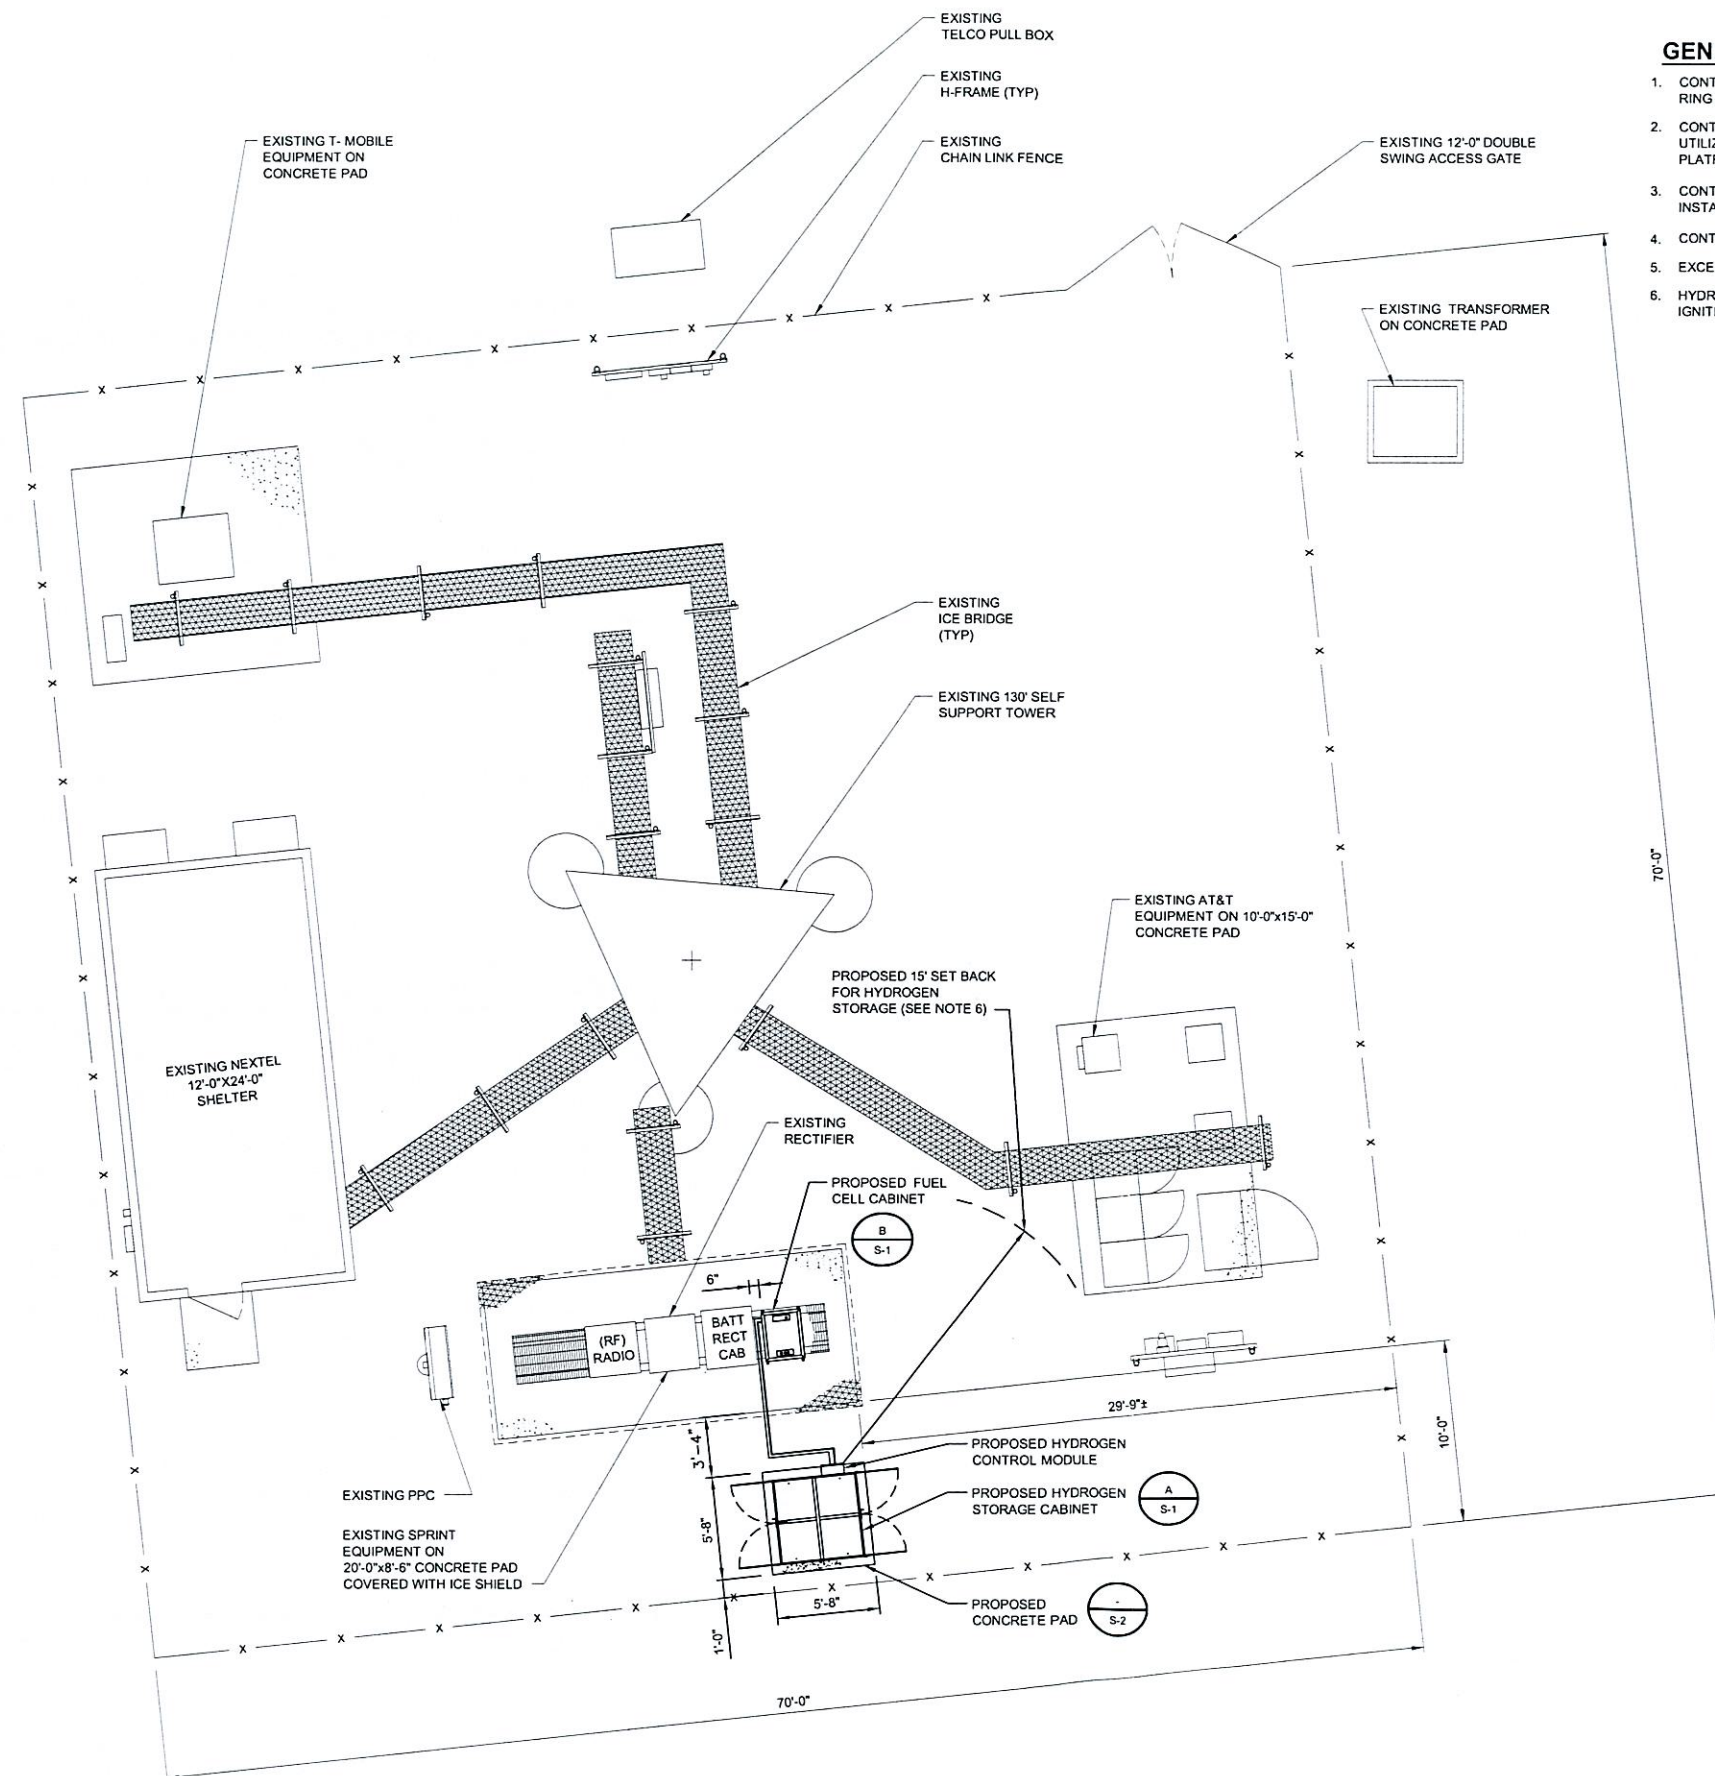 EXISTING
TELCO PULL BOX
EXISTING
H-FRAME (TYP)
EXISTING
CHAIN LINK FENCE
EXISTING T- MOBILE
EQUIPMENT ON
CONCRETE PAD
EXISTING 12'-0" DOUBLE
SWING ACCESS GATE
GEN
1. CONT
RING
2. CONT
UTILIZ
PLATF
3. CONT
INSTA
4. CONT
5. EXCE
6. HYDR
IGNITI
EXISTING TRANSFORMER
ON CONCRETE PAD
EXISTING
ICE BRIDGE
(TYP)
EXISTING 130' SELF
SUPPORT TOWER
70'-0"
EXISTING AT&T
EQUIPMENT ON 10'-0"x15'-0"
CONCRETE PAD
PROPOSED 15' SET BACK
FOR HYDROGEN
STORAGE (SEE NOTE 6)
EXISTING NEXTEL
12'-0"X24'-0"
SHELTER
EXISTING
RECTIFIER
PROPOSED FUEL
CELL CABINET
B
S-1
6"
(RF)
RADIO
BATT
RECT
CAB
29'-9"±
10'-0"
3'-4"
PROPOSED HYDROGEN
CONTROL MODULE
PROPOSED HYDROGEN
STORAGE CABINET
A
S-1
EXISTING PPC
5'-8"
EXISTING SPRINT
EQUIPMENT ON
20'-0"x8'-6" CONCRETE PAD
COVERED WITH ICE SHIELD
5'-8"
PROPOSED
CONCRETE PAD
-
S-2
1'-0"
70'-0"